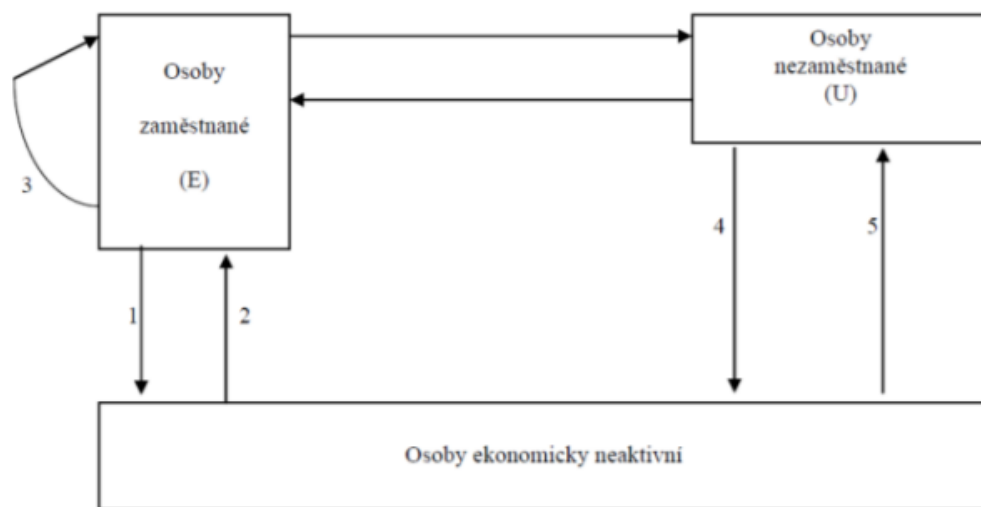 Osoby
zaměstnané
(E)
Osoby
nezaměstnané
(U)
3
4
5
1
2
Osoby ekonomicky neaktivní